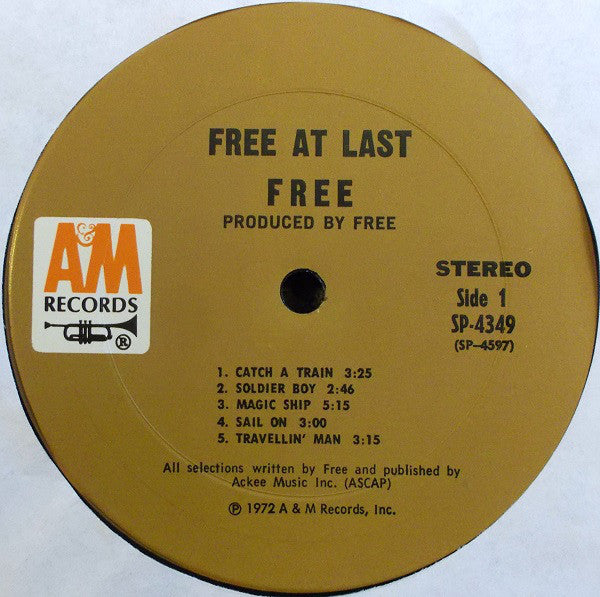 FREE AT LAST
FREE
PRODUCED BY FREE
A&M
RECORDS
®
STEREO
Side 1
SP-4349
(SP-4597)
1. CATCH A TRAIN 3:25
2. SOLDIER BOY 2:46
3. MAGIC SHIP 5:15
4. SAIL ON 3:00
5. TRAVELLIN' MAN 3:15
All selections written by Free and published by
Ackee Music Inc. (ASCAP)
℗ 1972 A & M Records, Inc.